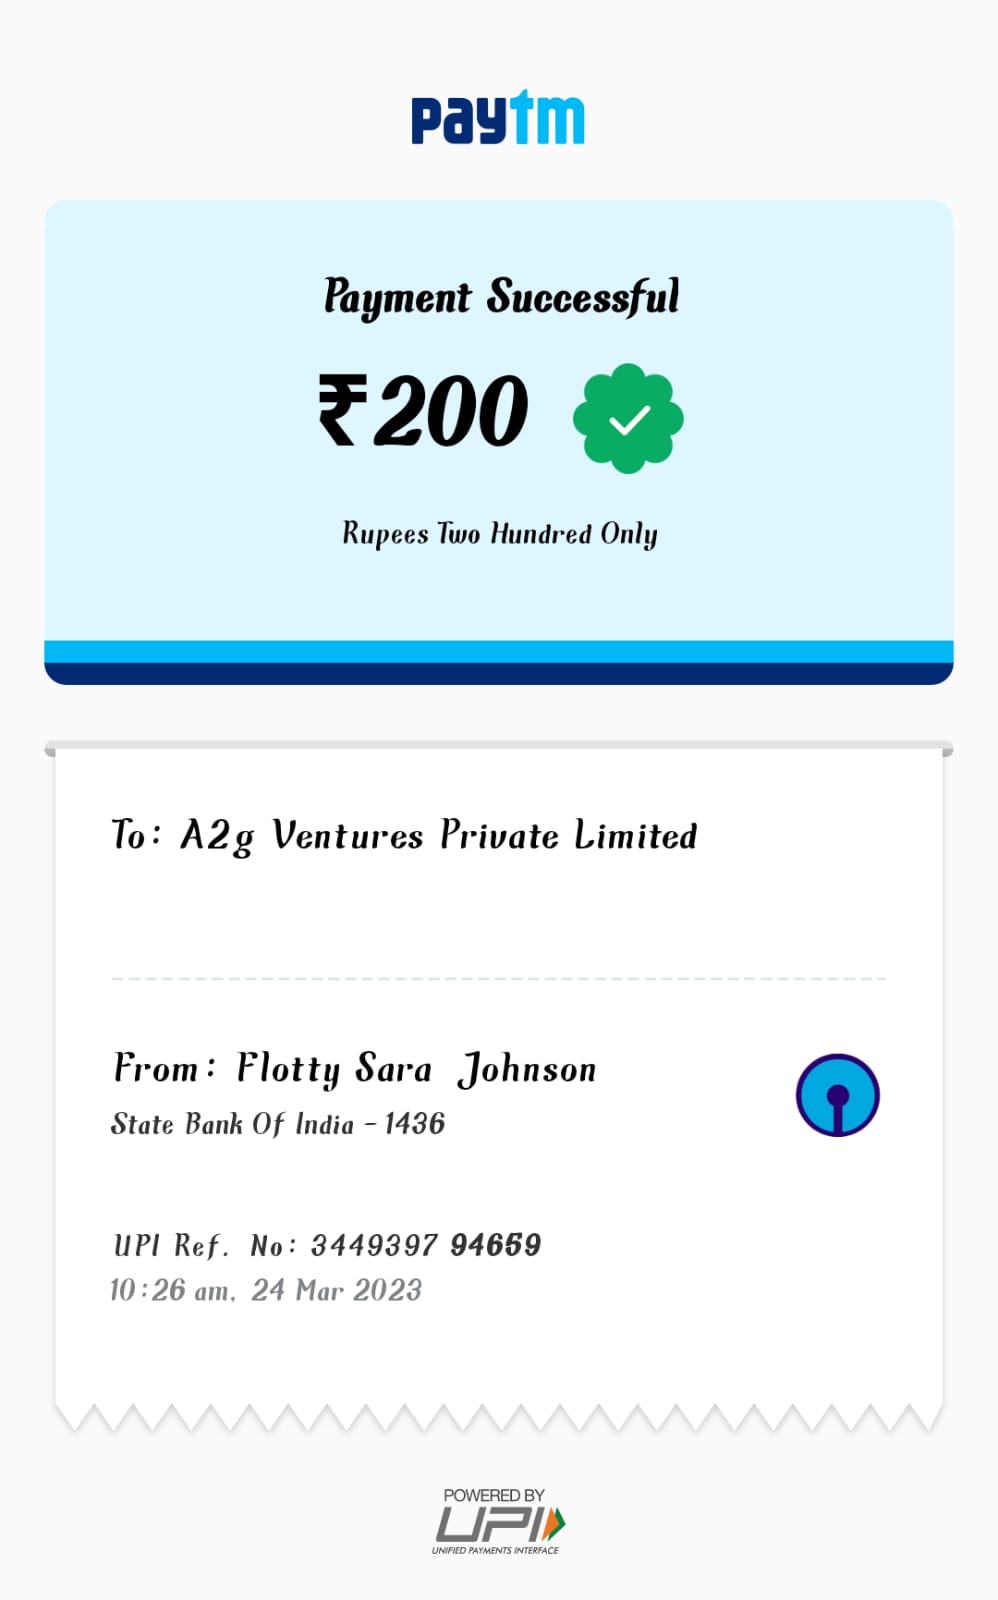 paytm
Payment Successful
₹200
Rupees Two Hundred Only
To: A2g Ventures Private Limited
From: Flotty Sara Johnson
State Bank Of India - 1436
UPI Ref. No: 3449397 94659
10:26 am, 24 Mar 2023
POWERED BY
UPI
UNIFIED PAYMENTS INTERFACE